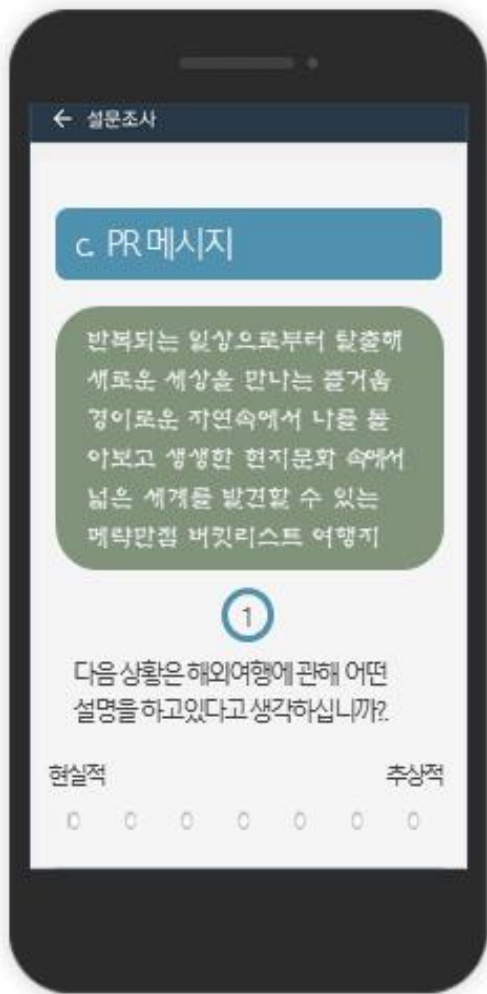 ← 설문조사
c. PR 메시지
반복되는 일상으로부터 탈출해
새로운 세상을 만나는 즐거움
경이로운 자연속에서 나를 돌
아보고 생생한 현지문화 속에서
넓은 세계를 발견할 수 있는
매력만점 버킷리스트 여행지
1
다음 상황은 해외여행에 관해 어떤
설명을 하고있다고 생각하십니까?.
현실적 추상적